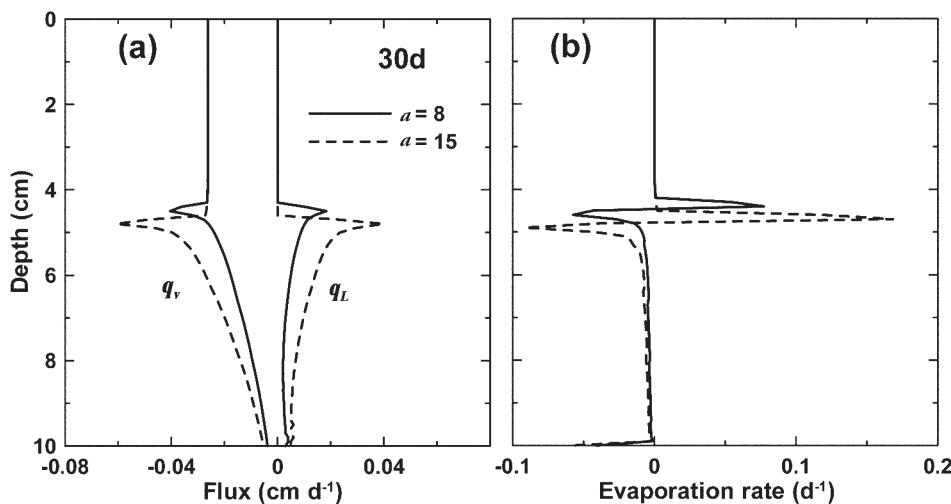 (a)
30d
a = 8
a = 15
q_v
q_L
Depth (cm)
0
2
4
6
8
10
-0.08
-0.04
0
0.04
Flux (cm d⁻¹)
(b)
-0.1
0
0.1
0.2
Evaporation rate (d⁻¹)